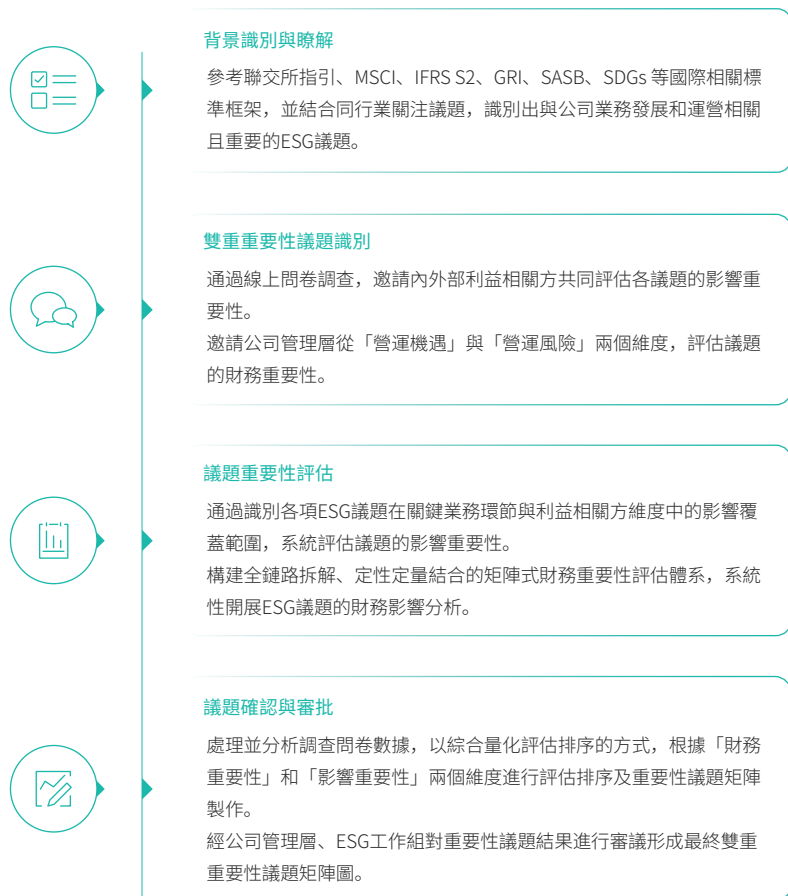 背景識別與瞭解
參考聯交所指引、MSCI、IFRS S2、GRI、SASB、SDGs 等國際相關標
準框架，並結合同行業關注議題，識別出與公司業務發展和運營相關
且重要的ESG議題。
雙重重要性議題識別
通過線上問卷調查，邀請內外部利益相關方共同評估各議題的影響重
要性。
邀請公司管理層從「營運機遇」與「營運風險」兩個維度，評估議題
的財務重要性。
議題重要性評估
通過識別各項ESG議題在關鍵業務環節與利益相關方維度中的影響覆
蓋範圍，系統評估議題的影響重要性。
構建全鏈路拆解、定性定量結合的矩陣式財務重要性評估體系，系統
性開展ESG議題的財務影響分析。
議題確認與審批
處理並分析調查問卷數據，以綜合量化評估排序的方式，根據「財務
重要性」和「影響重要性」兩個維度進行評估排序及重要性議題矩陣
製作。
經公司管理層、ESG工作組對重要性議題結果進行審議形成最終雙重
重要性議題矩陣圖。